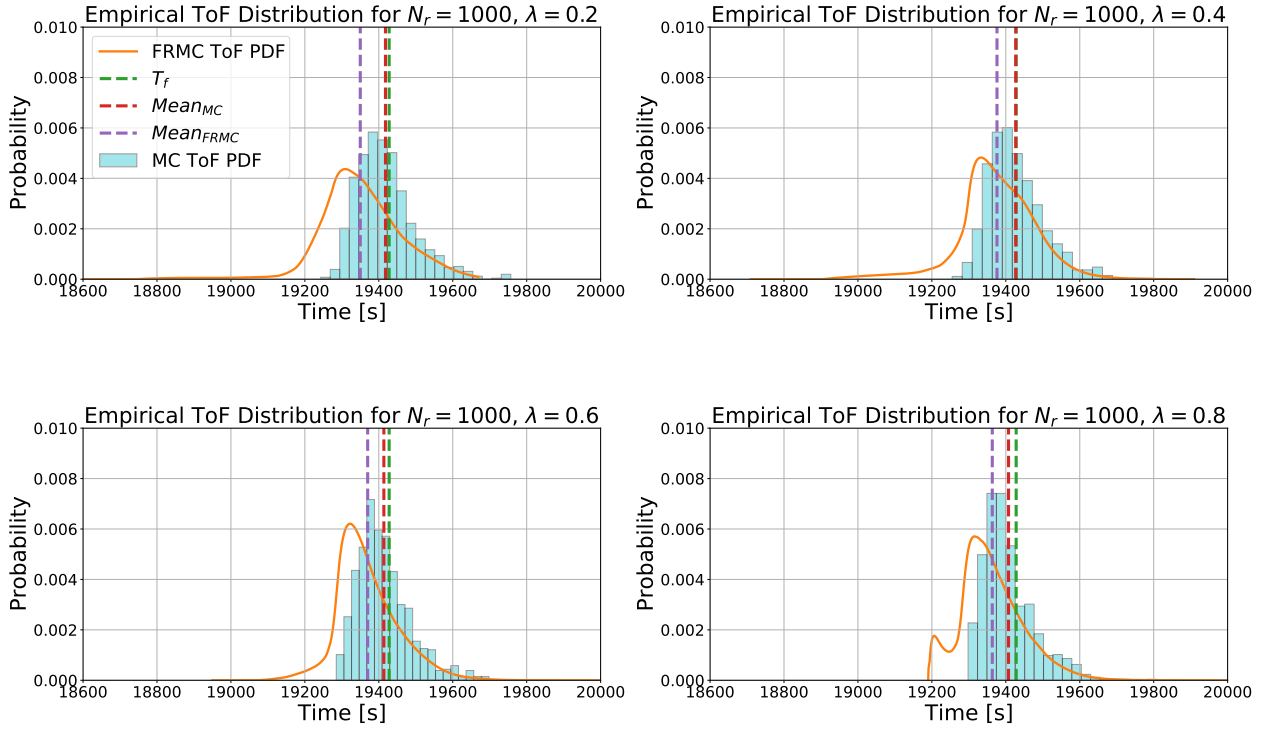 Empirical ToF Distribution for N_r = 1000, λ = 0.2
0.010
0.008
0.006
0.004
0.002
0.000
Probability
FRMC ToF PDF
T_f
Mean_MC
Mean_FRMC
MC ToF PDF
18600 18800 19000 19200 19400 19600 19800 20000
Time [s]
Empirical ToF Distribution for N_r = 1000, λ = 0.4
0.010
0.008
0.006
0.004
0.002
0.000
Probability
18600 18800 19000 19200 19400 19600 19800 20000
Time [s]
Empirical ToF Distribution for N_r = 1000, λ = 0.6
0.010
0.008
0.006
0.004
0.002
0.000
Probability
18600 18800 19000 19200 19400 19600 19800 20000
Time [s]
Empirical ToF Distribution for N_r = 1000, λ = 0.8
0.010
0.008
0.006
0.004
0.002
0.000
Probability
18600 18800 19000 19200 19400 19600 19800 20000
Time [s]